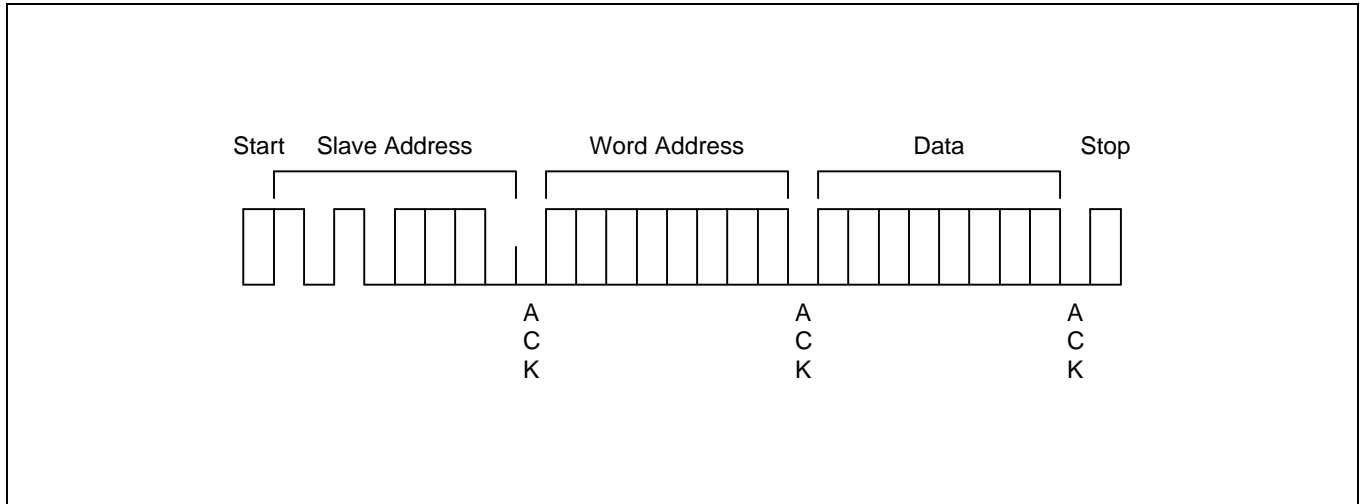 Start Slave Address Word Address Data Stop
A A A
C C C
K K K